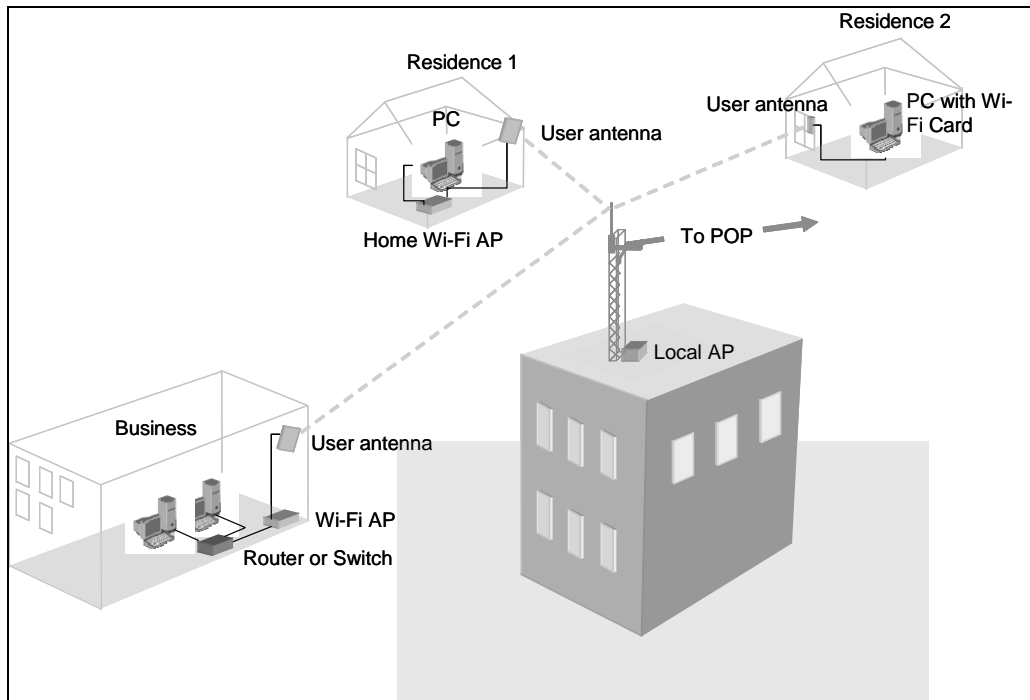 Residence 2
Residence 1
PC
User antenna
User antenna
PC with Wi-
Fi Card
Home Wi-Fi AP
To POP
Local AP
Business
User antenna
Wi-Fi AP
Router or Switch